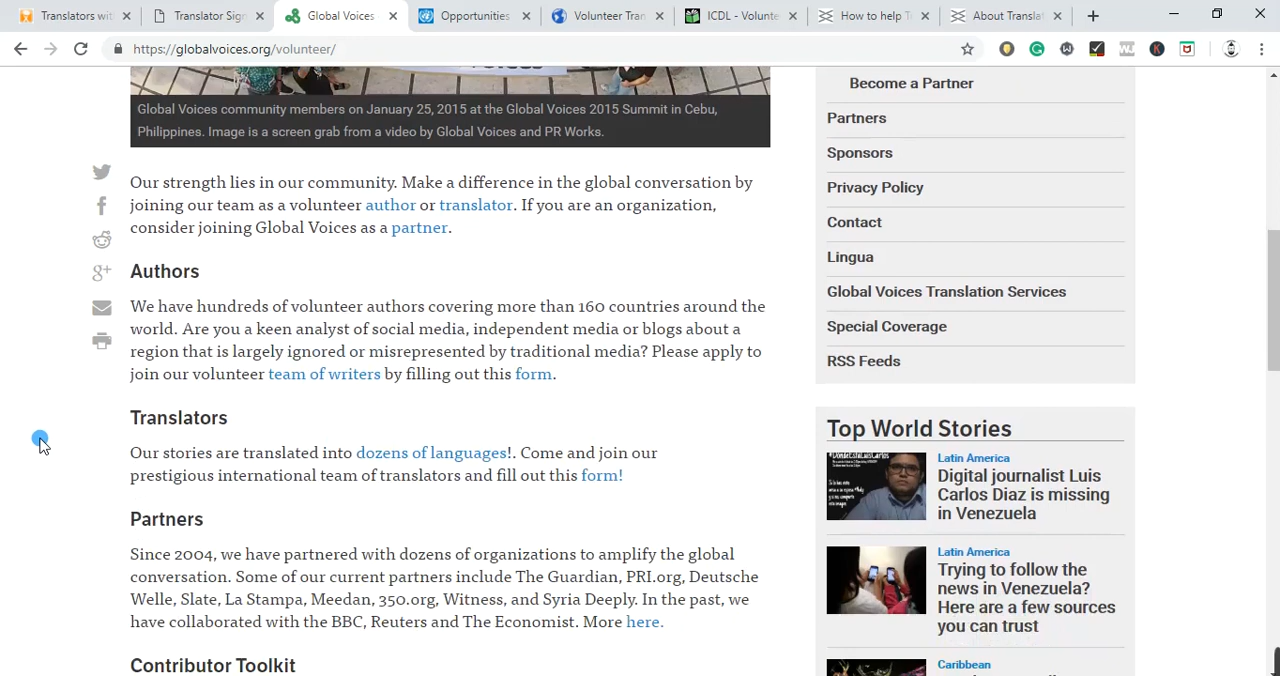 Translators wit
Translator Sig
Global Voices
Opportunities
Volunteer Tran
ICDL - Volunte
How to help T
About Translat
https://globalvoices.org/volunteer/
Global Voices community members on January 25, 2015 at the Global Voices 2015 Summit in Cebu,
Philippines. Image is a screen grab from a video by Global Voices and PR Works.
Our strength lies in our community. Make a difference in the global conversation by
joining our team as a volunteer author or translator. If you are an organization,
consider joining Global Voices as a partner.
Authors
We have hundreds of volunteer authors covering more than 160 countries around the
world. Are you a keen analyst of social media, independent media or blogs about a
region that is largely ignored or misrepresented by traditional media? Please apply to
join our volunteer team of writers by filling out this form.
Translators
Our stories are translated into dozens of languages!. Come and join our
prestigious international team of translators and fill out this form!
Partners
Since 2004, we have partnered with dozens of organizations to amplify the global
conversation. Some of our current partners include The Guardian, PRI.org, Deutsche
Welle, Slate, La Stampa, Meedan, 350.org, Witness, and Syria Deeply. In the past, we
have collaborated with the BBC, Reuters and The Economist. More here.
Contributor Toolkit
Become a Partner
Partners
Sponsors
Privacy Policy
Contact
Lingua
Global Voices Translation Services
Special Coverage
RSS Feeds
Top World Stories
Latin America
Digital journalist Luis
Carlos Diaz is missing
in Venezuela
Latin America
Trying to follow the
news in Venezuela?
Here are a few sources
you can trust
Caribbean